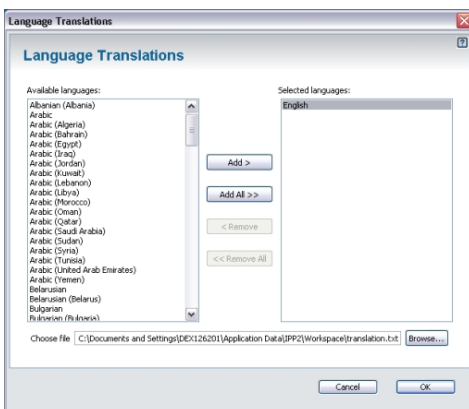 Language Translations
?
Language Translations
Available languages:
Albanian (Albania)
Arabic
Arabic (Algeria)
Arabic (Bahrain)
Arabic (Egypt)
Arabic (Iraq)
Arabic (Jordan)
Arabic (Kuwait)
Arabic (Lebanon)
Arabic (Libya)
Arabic (Morocco)
Arabic (Oman)
Arabic (Qatar)
Arabic (Saudi Arabia)
Arabic (Sudan)
Arabic (Syria)
Arabic (Tunisia)
Arabic (United Arab Emirates)
Arabic (Yemen)
Belarusian
Belarusian (Belarus)
Bulgarian
Bulgarian (Bulgaria)
Add >
Add All >>
< Remove
<< Remove All
Selected languages:
English
Choose file C:\Documents and Settings\DEX126201\Application Data\IPP2\Workspace\translation.txt Browse...
Cancel OK